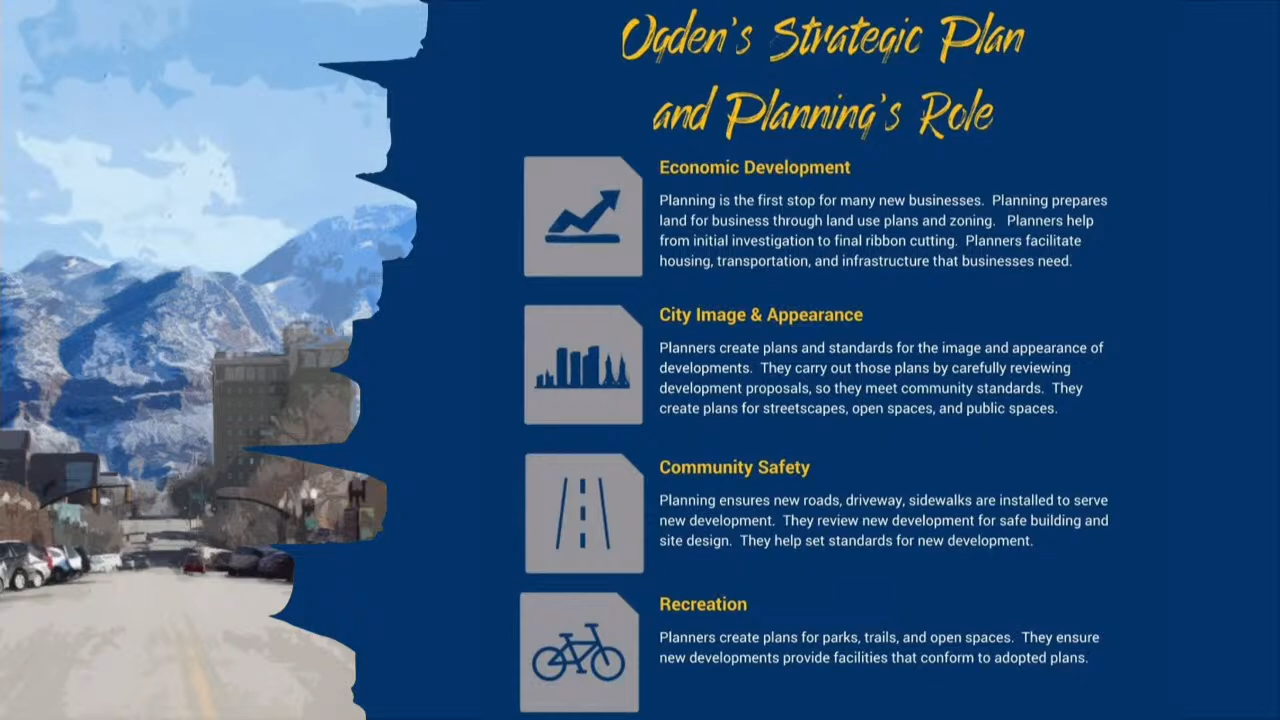 Ogden's Strategic Plan
and Planning's Role
Economic Development
Planning is the first stop for many new businesses. Planning prepares
land for business through land use plans and zoning. Planners help
from initial investigation to final ribbon cutting. Planners facilitate
housing, transportation, and infrastructure that businesses need.
City Image & Appearance
Planners create plans and standards for the image and appearance of
developments. They carry out those plans by carefully reviewing
development proposals, so they meet community standards. They
create plans for streetscapes, open spaces, and public spaces.
Community Safety
Planning ensures new roads, driveway, sidewalks are installed to serve
new development. They review new development for safe building and
site design. They help set standards for new development.
Recreation
Planners create plans for parks, trails, and open spaces. They ensure
new developments provide facilities that conform to adopted plans.